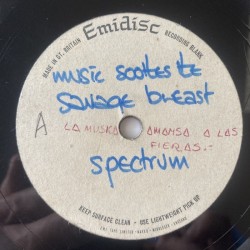 Emidisc
MADE IN GT. BRITAIN
RECORDING BLANK
music soothes the
savage breast
A
LA MUSICA AMANSA A LAS
FIERAS.-
spectrum
KEEP SURFACE CLEAN • USE LIGHTWEIGHT PICK UP